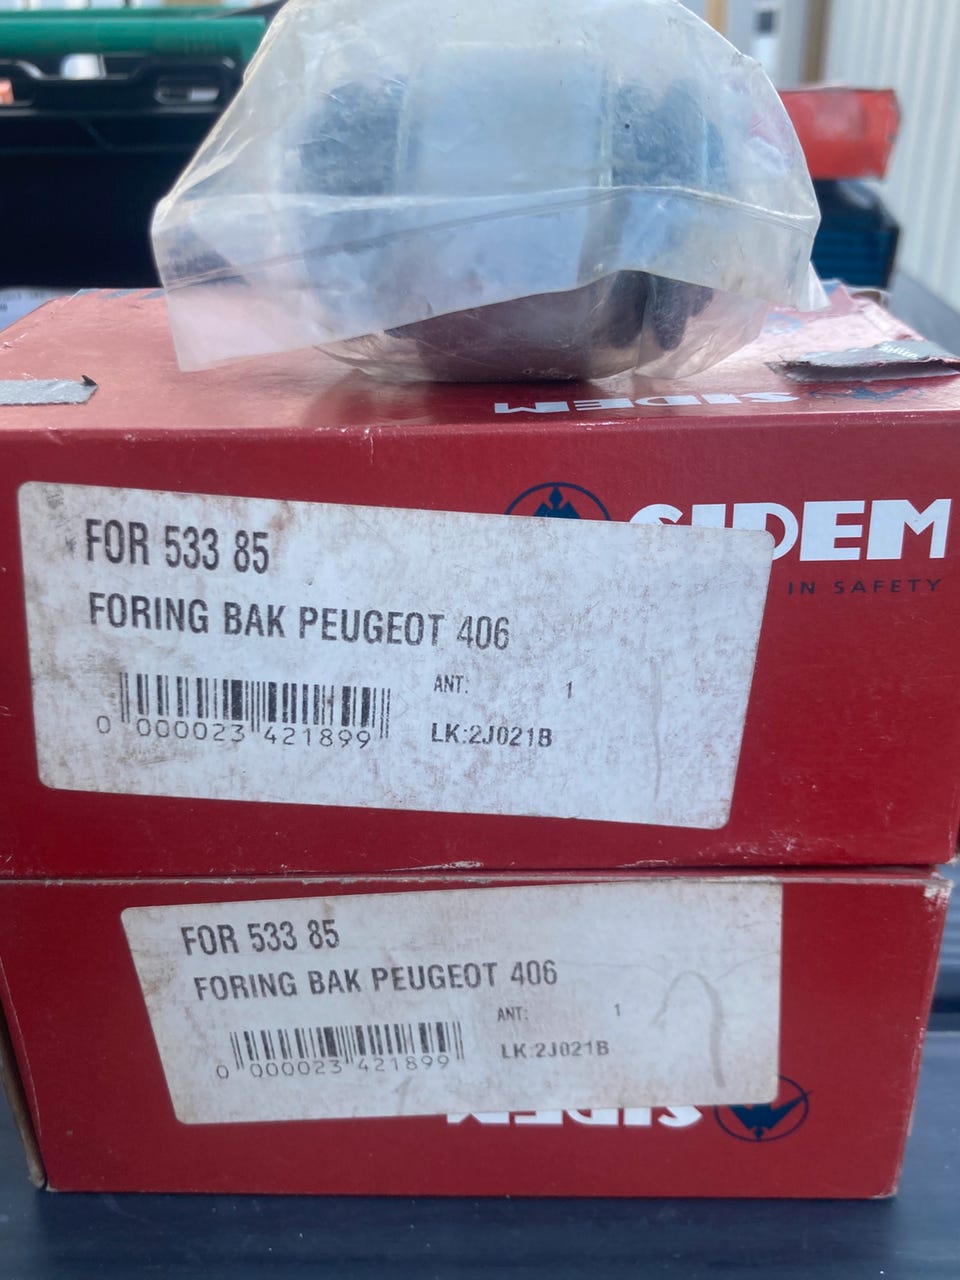 SIDEM
SIDEM
IN SAFETY
FOR 533 85
FORING BAK PEUGEOT 406
ANT: 1
0 000023 421899
LK:2J021B
FOR 533 85
FORING BAK PEUGEOT 406
ANT: 1
0 000023 421899
LK:2J021B
SIDEM